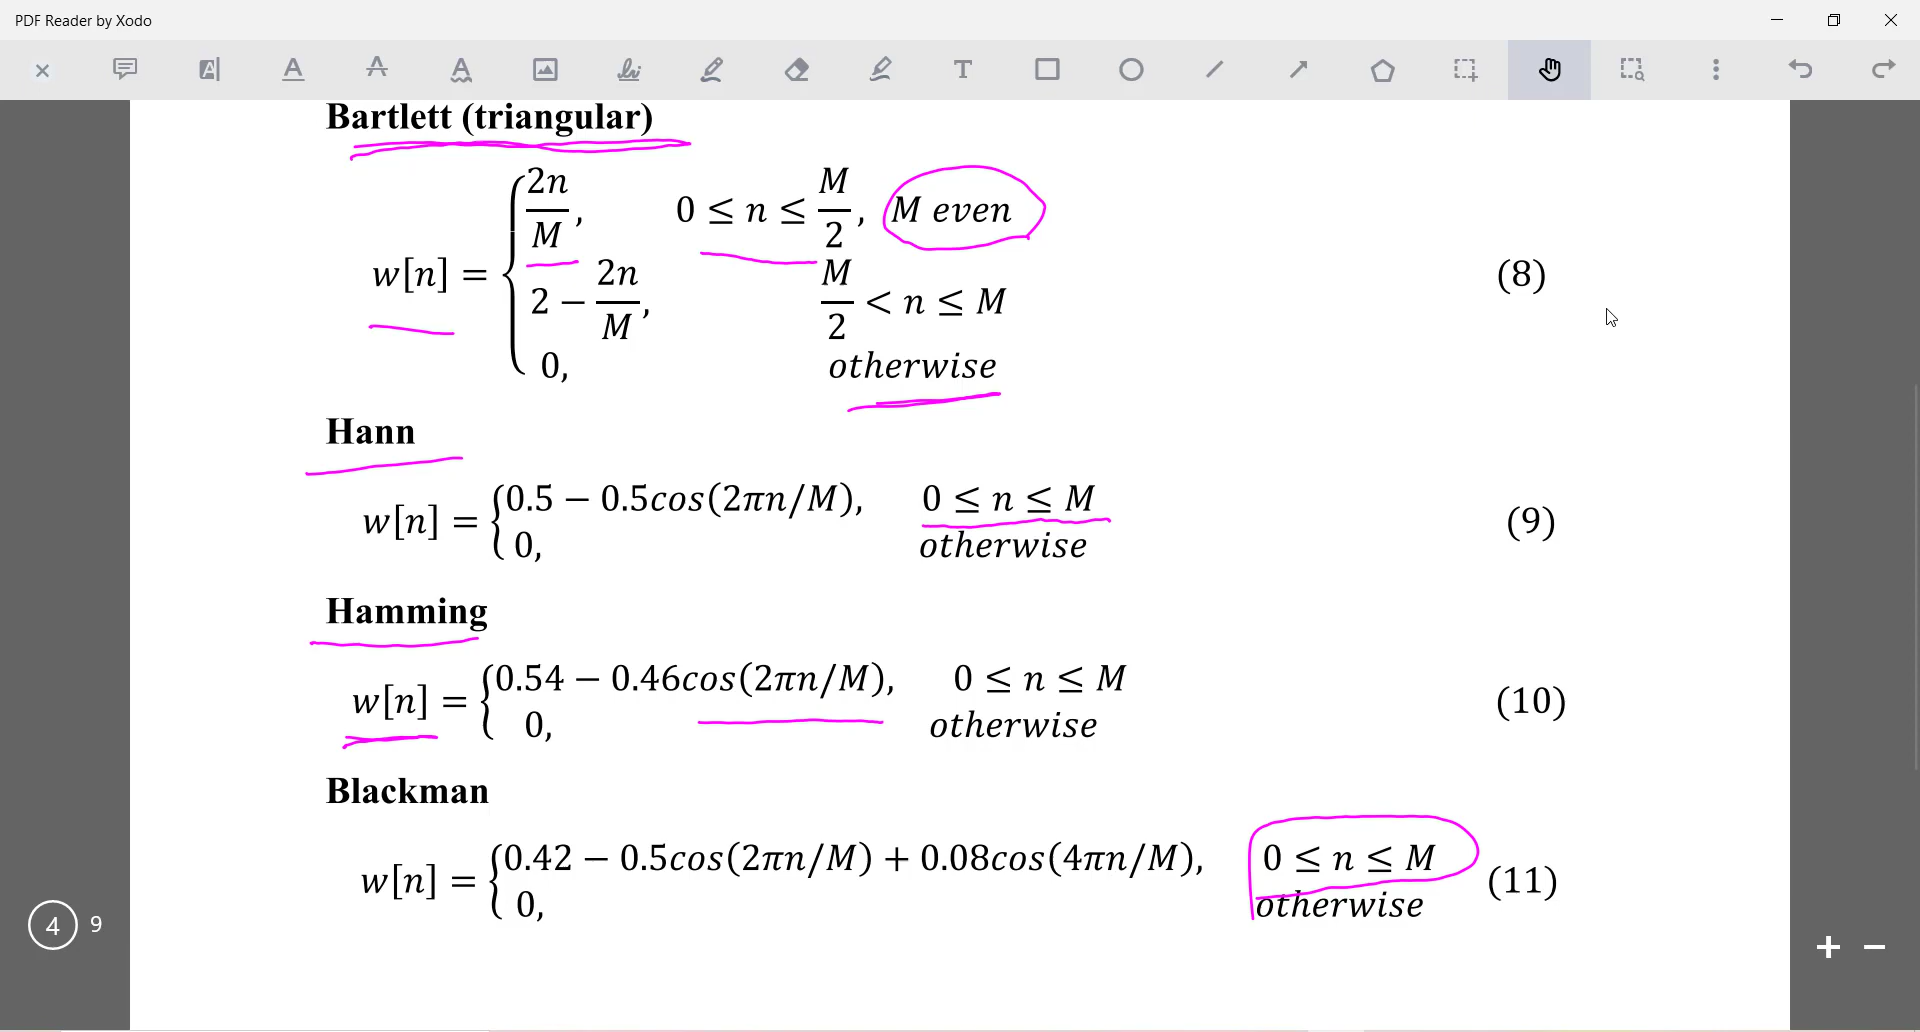 PDF Reader by Xodo
Bartlett (triangular)
w[n] = { 2n/M, 0 ≤ n ≤ M/2, M even
2 − 2n/M, M/2 < n ≤ M
0, otherwise (8)
Hann
w[n] = { 0.5 − 0.5cos(2πn/M), 0 ≤ n ≤ M
0, otherwise (9)
Hamming
w[n] = { 0.54 − 0.46cos(2πn/M), 0 ≤ n ≤ M
0, otherwise (10)
Blackman
w[n] = { 0.42 − 0.5cos(2πn/M) + 0.08cos(4πn/M), 0 ≤ n ≤ M
0, otherwise (11)
4 9